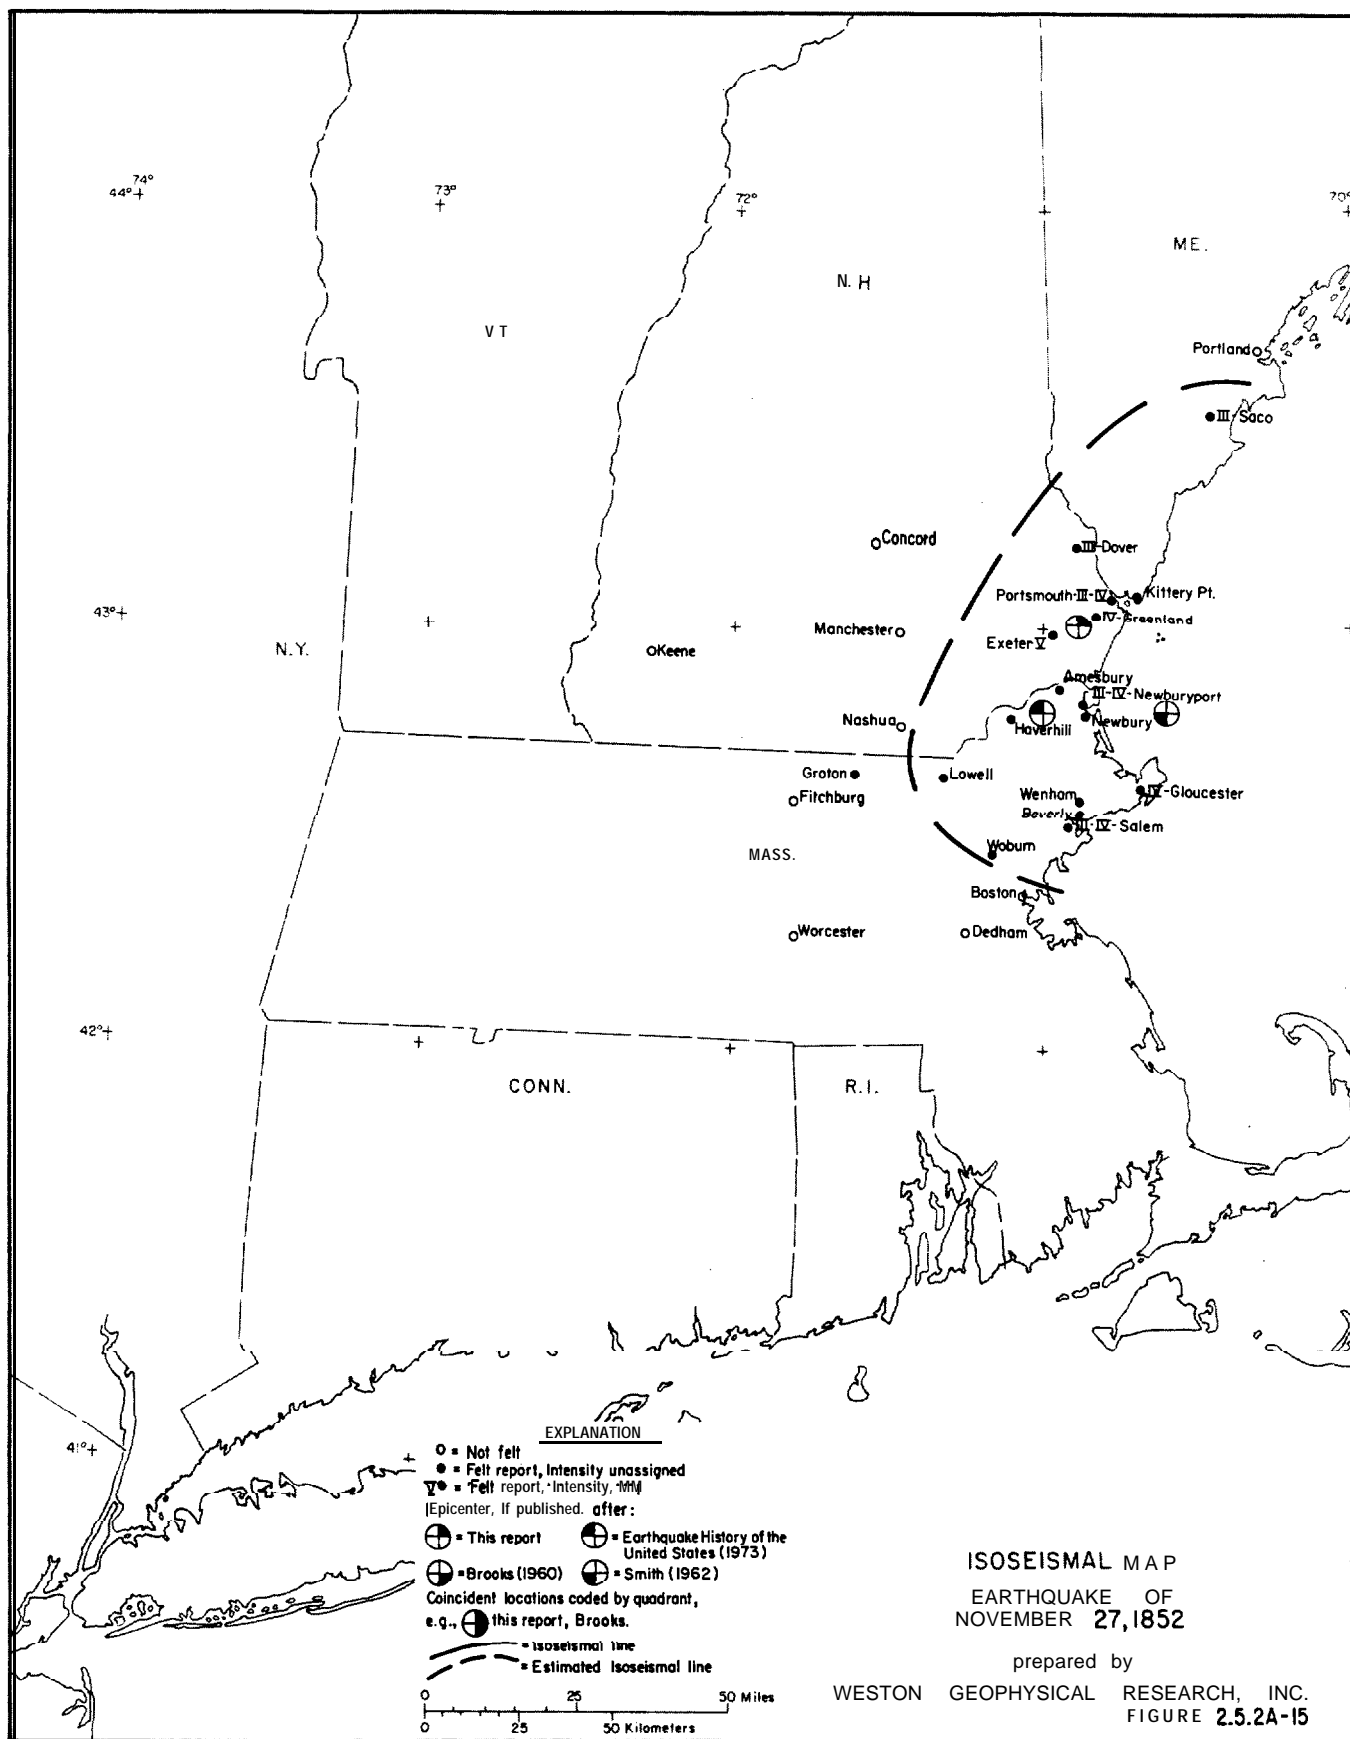 74°
44°
73°
72°
70°
ME.
N. H
VT
Portland
III-Saco
Concord
III-Dover
Portsmouth-III-IV
Kittery Pt.
43°
IV-Greenland
Manchester
Exeter V
N.Y.
Keene
Amesbury
III-IV-Newburyport
Nashua
Newbury
Haverhill
Groton
Lowell
Fitchburg
Wenham
IV-Gloucester
Beverly
III-IV-Salem
MASS.
Woburn
Boston
Worcester
Dedham
42°
CONN.
R.I.
41°
EXPLANATION
O = Not felt
● = Felt report, Intensity unassigned
V● = Felt report, Intensity, MM
Epicenter, If published. after:
= This report
= Earthquake History of the
United States (1973)
= Brooks (1960)
= Smith (1962)
Coincident locations coded by quadrant,
e.g., this report, Brooks.
= Isoseismal line
= Estimated Isoseismal line
0 25 50 Miles
0 25 50 Kilometers
ISOSEISMAL MAP
EARTHQUAKE OF
NOVEMBER 27,1852
prepared by
WESTON GEOPHYSICAL RESEARCH, INC.
FIGURE 2.5.2A-15